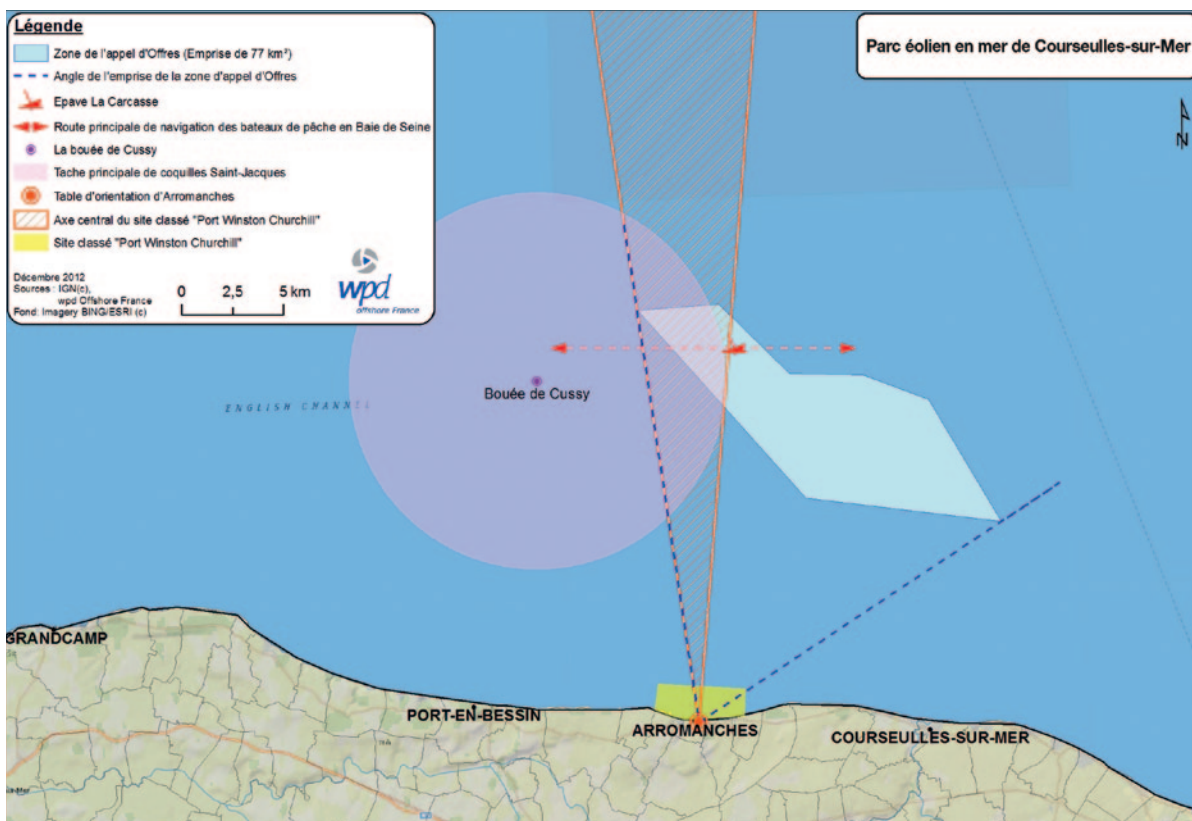 Légende
Zone de l'appel d'Offres (Emprise de 77 km²)
Angle de l'emprise de la zone d'appel d'Offres
Epave La Carcasse
Route principale de navigation des bateaux de pêche en Baie de Seine
La bouée de Cussy
Tache principale de coquilles Saint-Jacques
Table d'orientation d'Arromanches
Axe central du site classé "Port Winston Churchill"
Site classé "Port Winston Churchill"
Décembre 2012
Sources : IGN(c),
wpd Offshore France
Fond: Imagery BING/ESRI (c)
0 2,5 5 km
wpd
offshore France
Parc éolien en mer de Courseulles-sur-Mer
N
Bouée de Cussy
ENGLISH CHANNEL
GRANDCAMP
PORT-EN-BESSIN
ARROMANCHES
COURSEULLES-SUR-MER